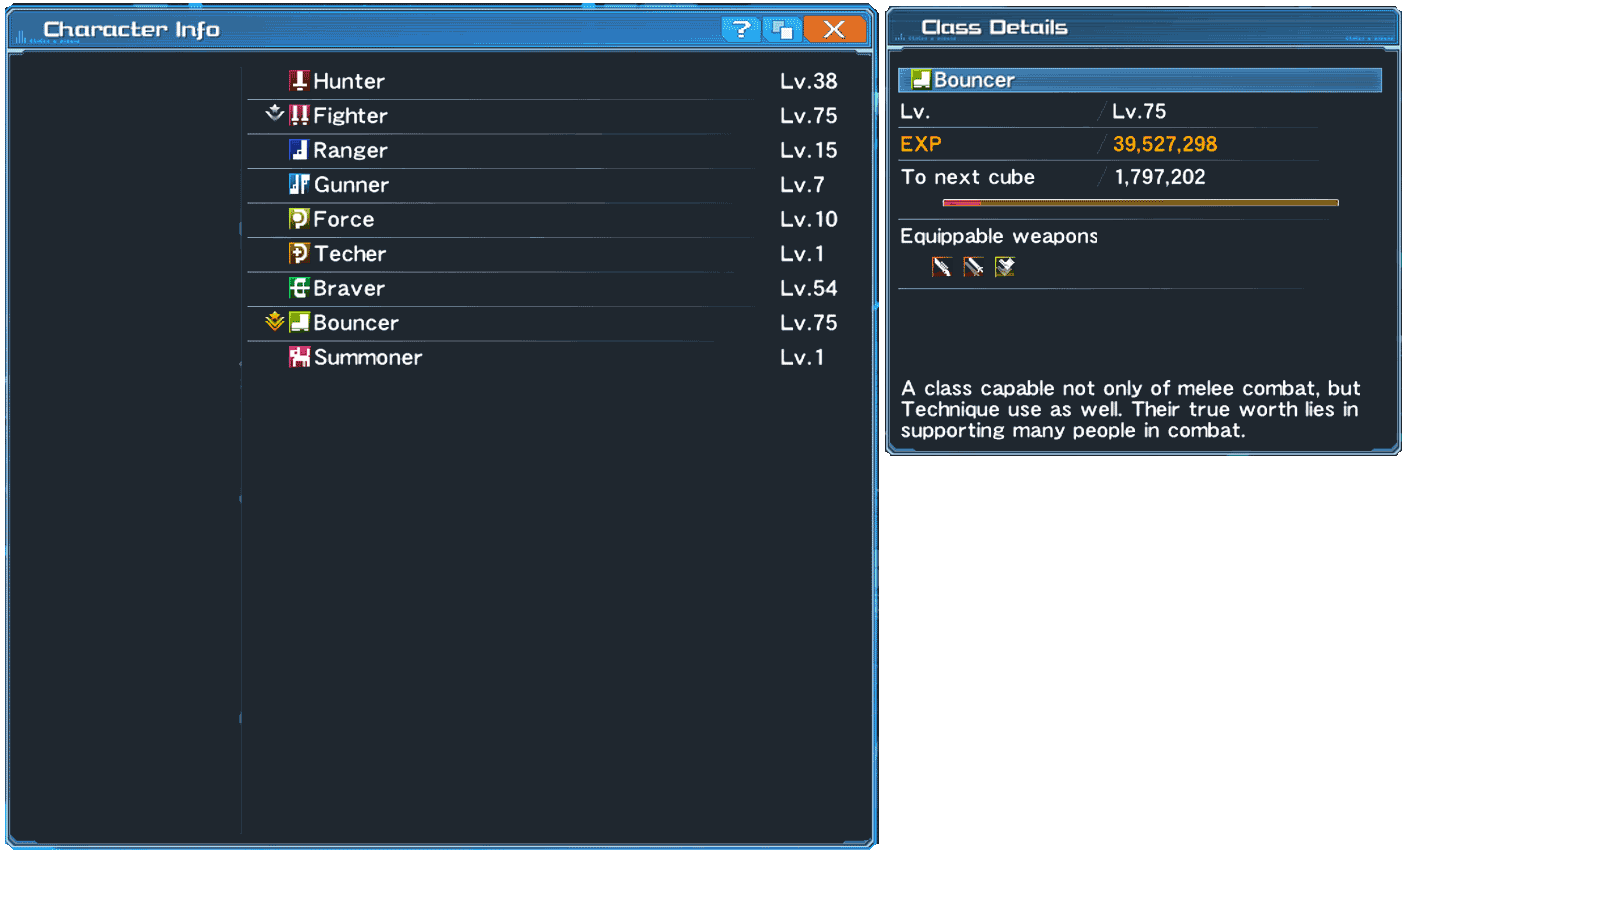 Character Info
?
Hunter Lv.38
Fighter Lv.75
Ranger Lv.15
Gunner Lv.7
Force Lv.10
Techer Lv.1
Braver Lv.54
Bouncer Lv.75
Summoner Lv.1
Class Details
Bouncer
Lv. / Lv.75
EXP / 39,527,298
To next cube / 1,797,202
Equippable weapons
A class capable not only of melee combat, but
Technique use as well. Their true worth lies in
supporting many people in combat.